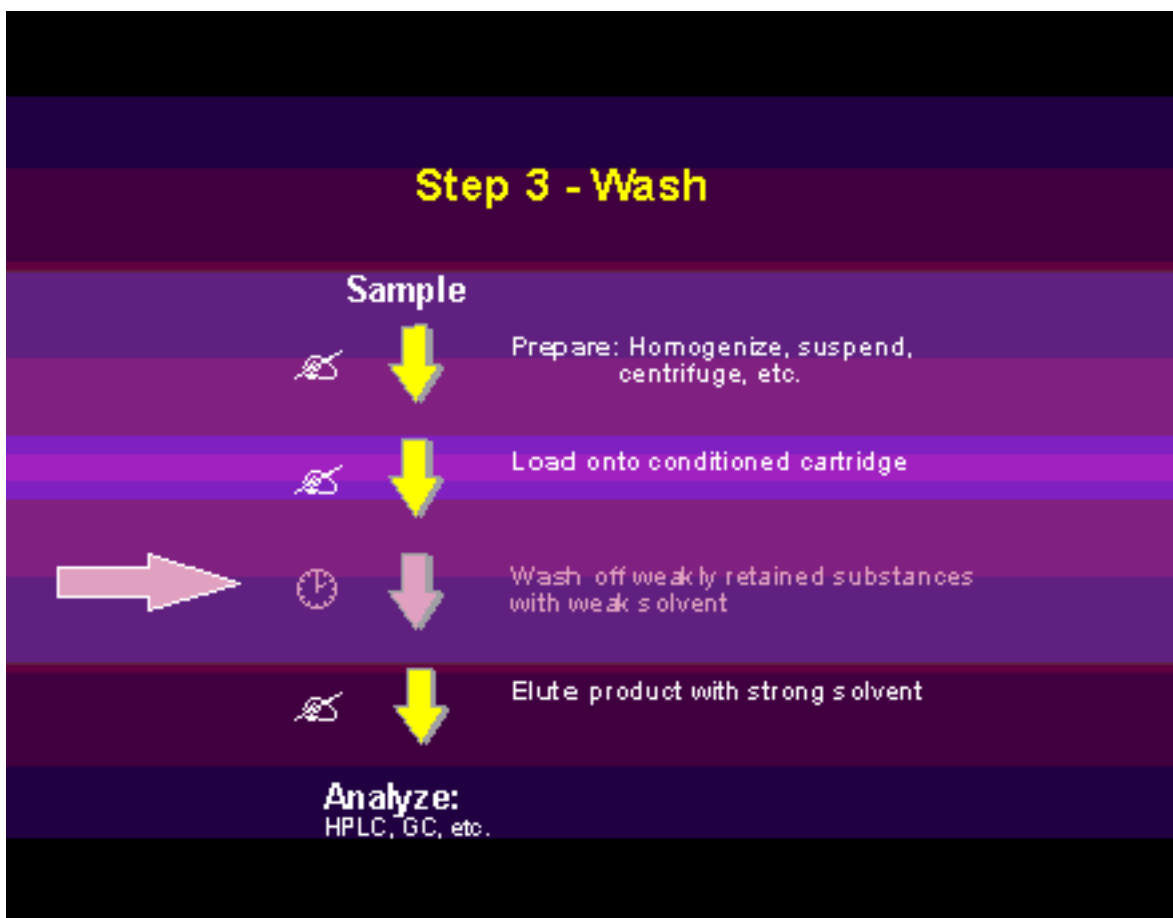 Step 3 - Wash
Sample
Prepare: Homogenize, suspend,
centrifuge, etc.
Load onto conditioned cartridge
Wash off weakly retained substances
with weak solvent
Elute product with strong solvent
Analyze:
HPLC, GC, etc.